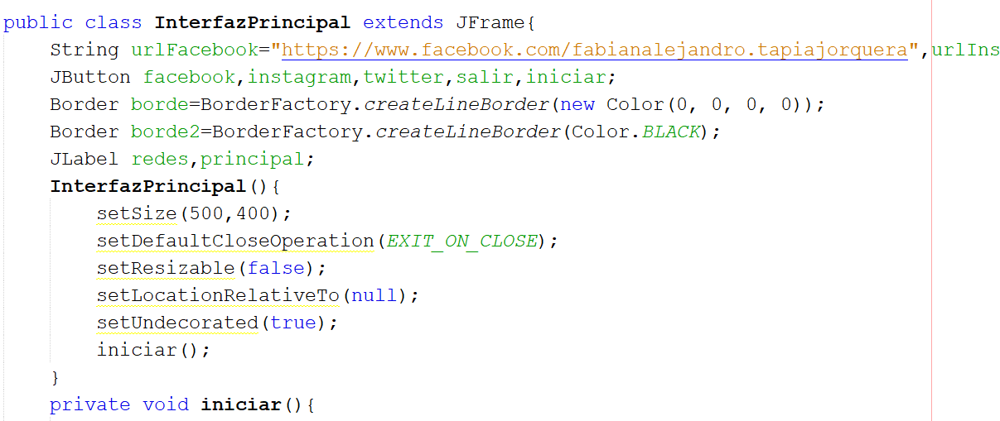 public class InterfazPrincipal extends JFrame{
    String urlFacebook="https://www.facebook.com/fabianalejandro.tapiajorquera",urlIns
    JButton facebook,instagram,twitter,salir,iniciar;
    Border borde=BorderFactory.createLineBorder(new Color(0, 0, 0, 0));
    Border borde2=BorderFactory.createLineBorder(Color.BLACK);
    JLabel redes,principal;
    InterfazPrincipal(){
        setSize(500,400);
        setDefaultCloseOperation(EXIT_ON_CLOSE);
        setResizable(false);
        setLocationRelativeTo(null);
        setUndecorated(true);
        iniciar();
    }
    private void iniciar(){